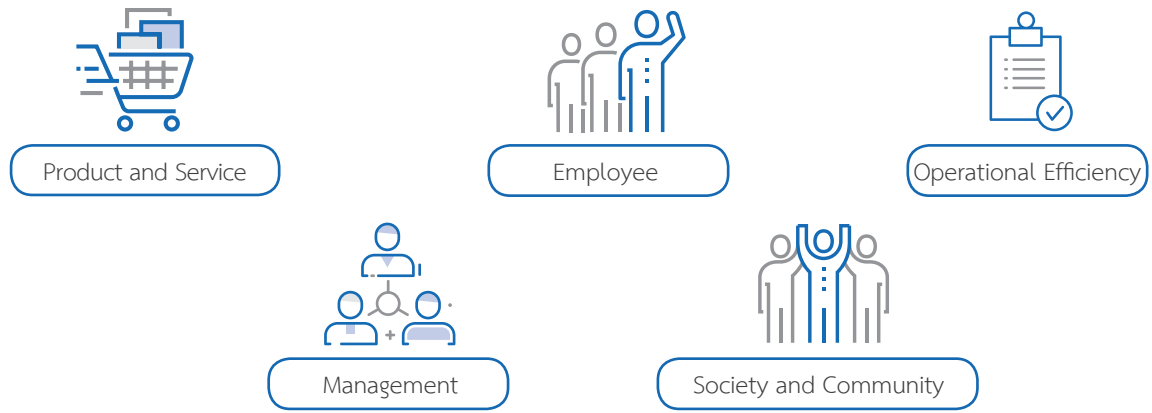 Product and Service
Employee
Operational Efficiency
Management
Society and Community